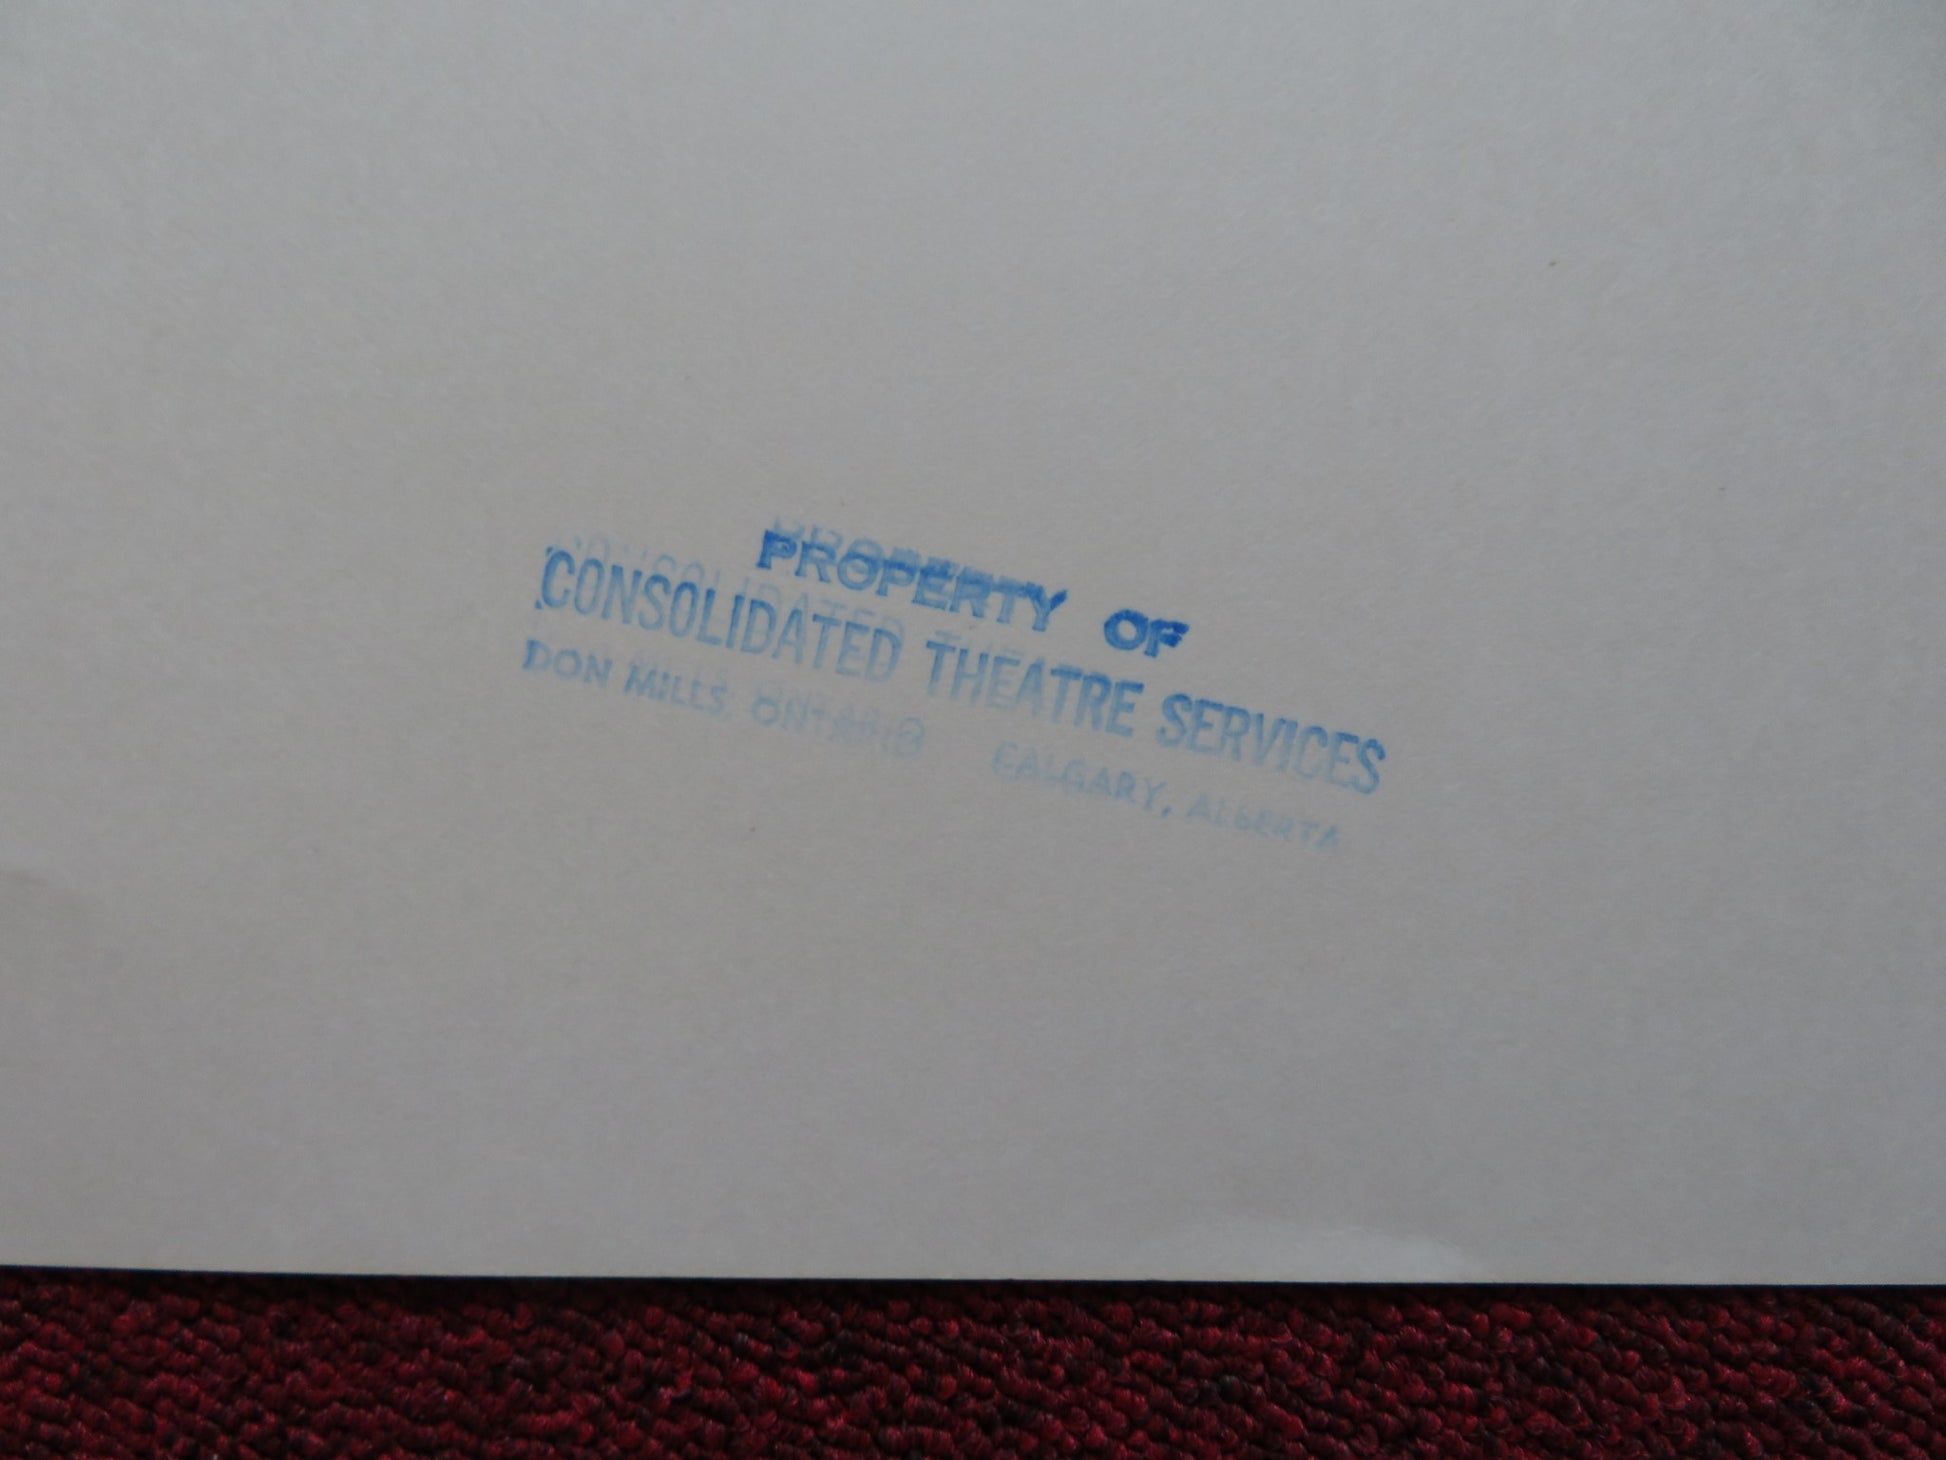 PROPERTY OF
CONSOLIDATED THEATRE SERVICES
DON MILLS, ONTARIO CALGARY, ALBERTA